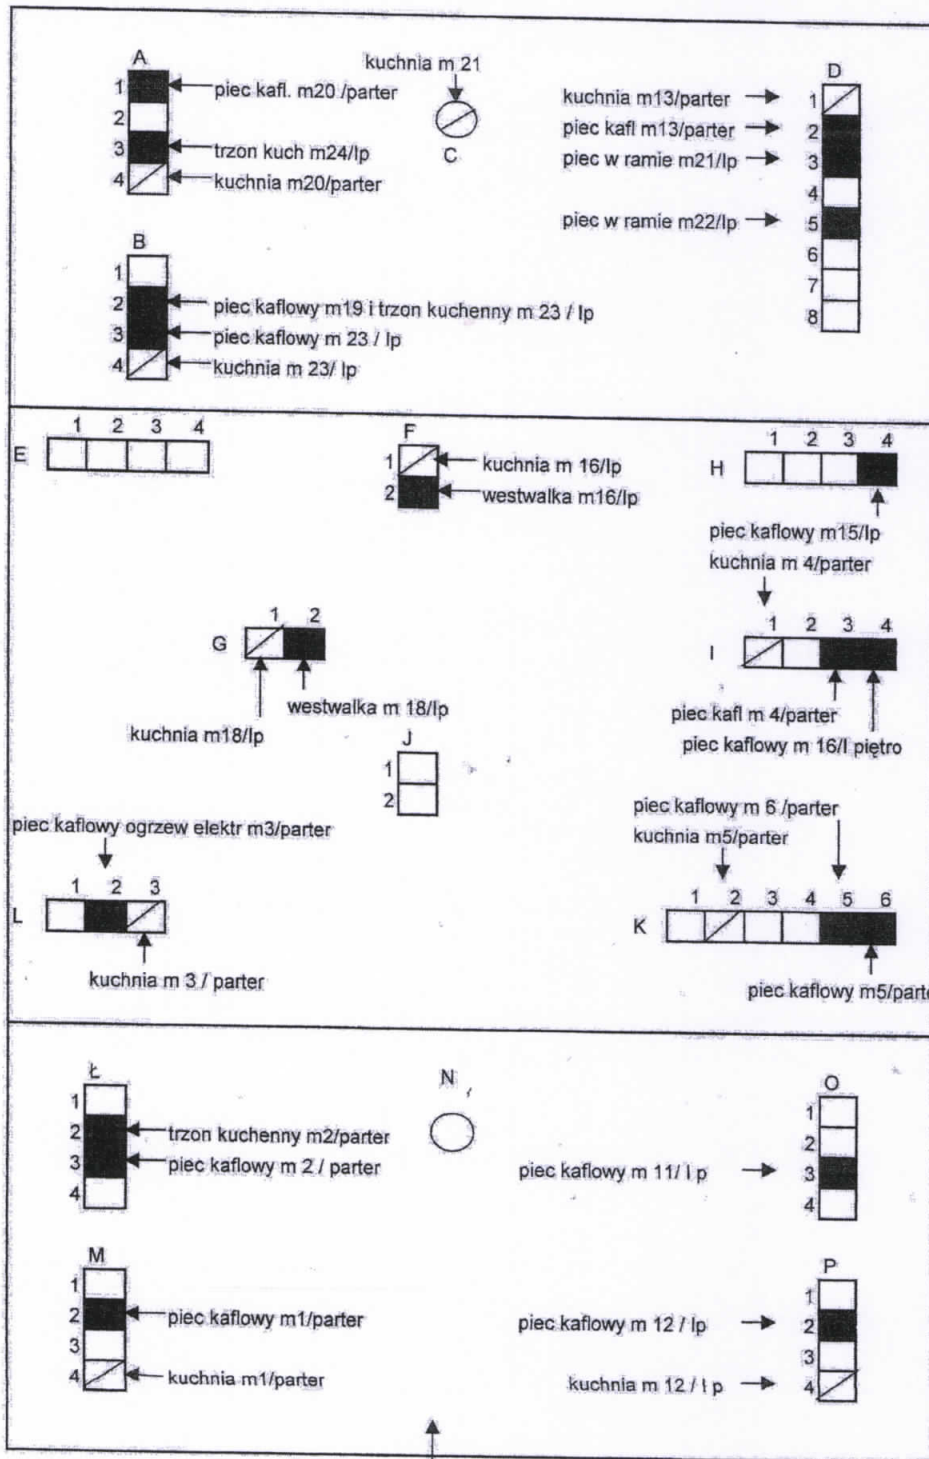 A
1
piec kafl. m20 /parter
2
3
trzon kuch m24/Ip
4
kuchnia m20/parter
kuchnia m 21
C
D
kuchnia m13/parter
1
piec kafl m13/parter
2
piec w ramie m21/Ip
3
4
piec w ramie m22/Ip
5
6
7
8
B
1
2
piec kaflowy m19 i trzon kuchenny m 23 / Ip
3
piec kaflowy m 23 / Ip
4
kuchnia m 23/ Ip
1 2 3 4
E
F
1
kuchnia m 16/Ip
2
westwalka m16/Ip
1 2 3 4
H
piec kaflowy m15/Ip
kuchnia m 4/parter
1 2 3 4
I
piec kafl m 4/parter
piec kaflowy m 16/I piętro
1 2
G
westwalka m 18/Ip
kuchnia m18/Ip
J
1
2
piec kaflowy ogrzew elektr m3/parter
1 2 3
L
kuchnia m 3 / parter
piec kaflowy m 6 /parter
kuchnia m5/parter
1 2 3 4 5 6
K
piec kaflowy m5/parte
Ł
1
2
trzon kuchenny m2/parter
3
piec kaflowy m 2 / parter
4
N
O
1
2
piec kaflowy m 11/ I p
3
4
M
1
2
piec kaflowy m1/parter
3
4
kuchnia m1/parter
P
1
piec kaflowy m 12 / Ip
2
3
kuchnia m 12 / I p
4